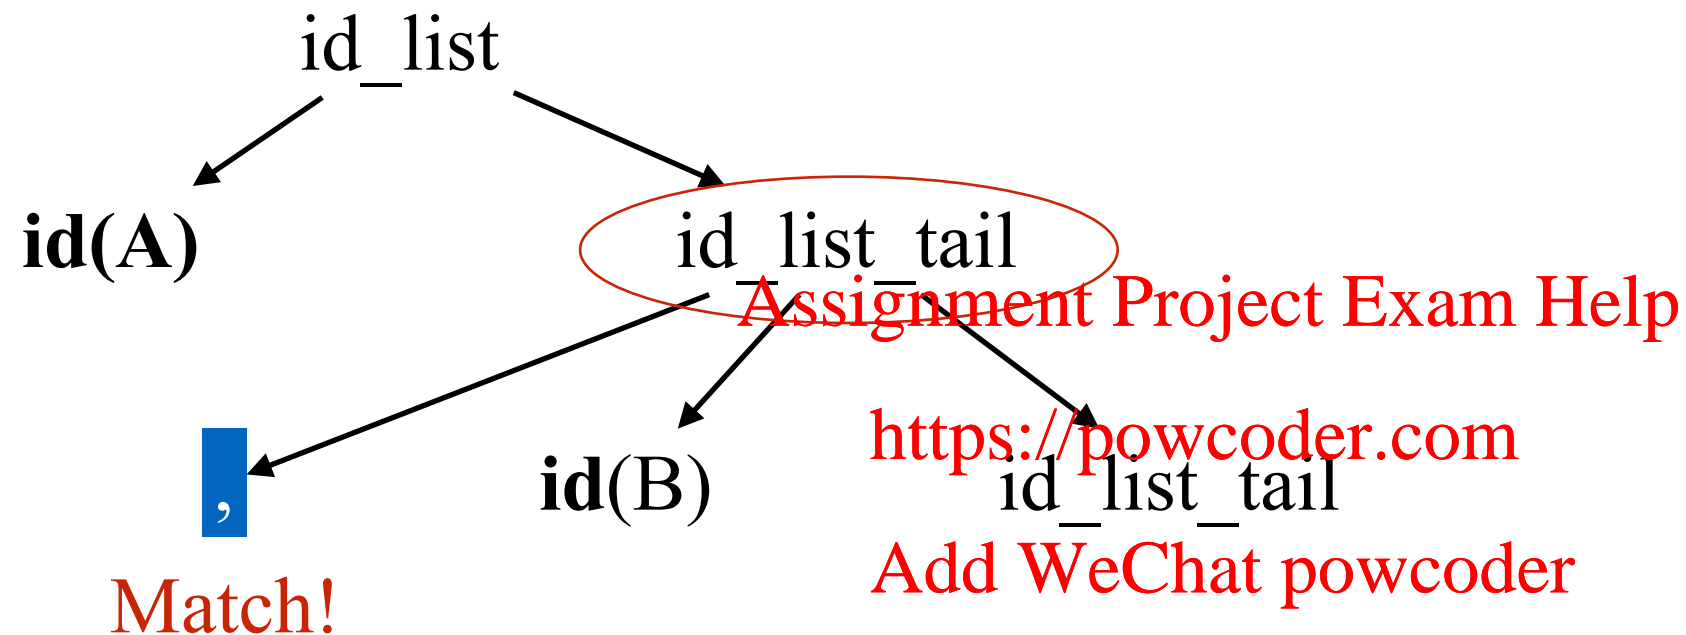 id_list
id(A)
id_list_tail
Assignment Project Exam Help
https://powcoder.com
,
id(B)
id_list_tail
Add WeChat powcoder
Match!